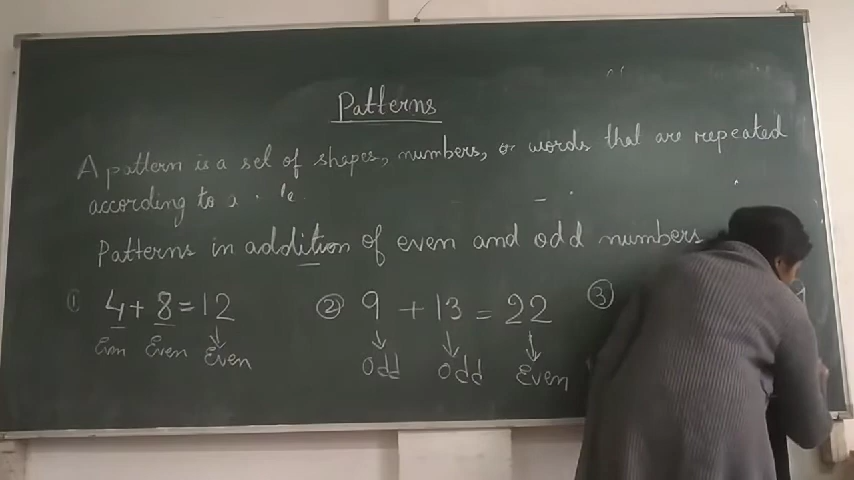 Patterns
A pattern is a set of shapes, numbers, or words that are repeated
according to a
Patterns in addition of even and odd numbers
① 4 + 8 = 12 ② 9 + 13 = 22 ③
Even Even Even Odd Odd Even